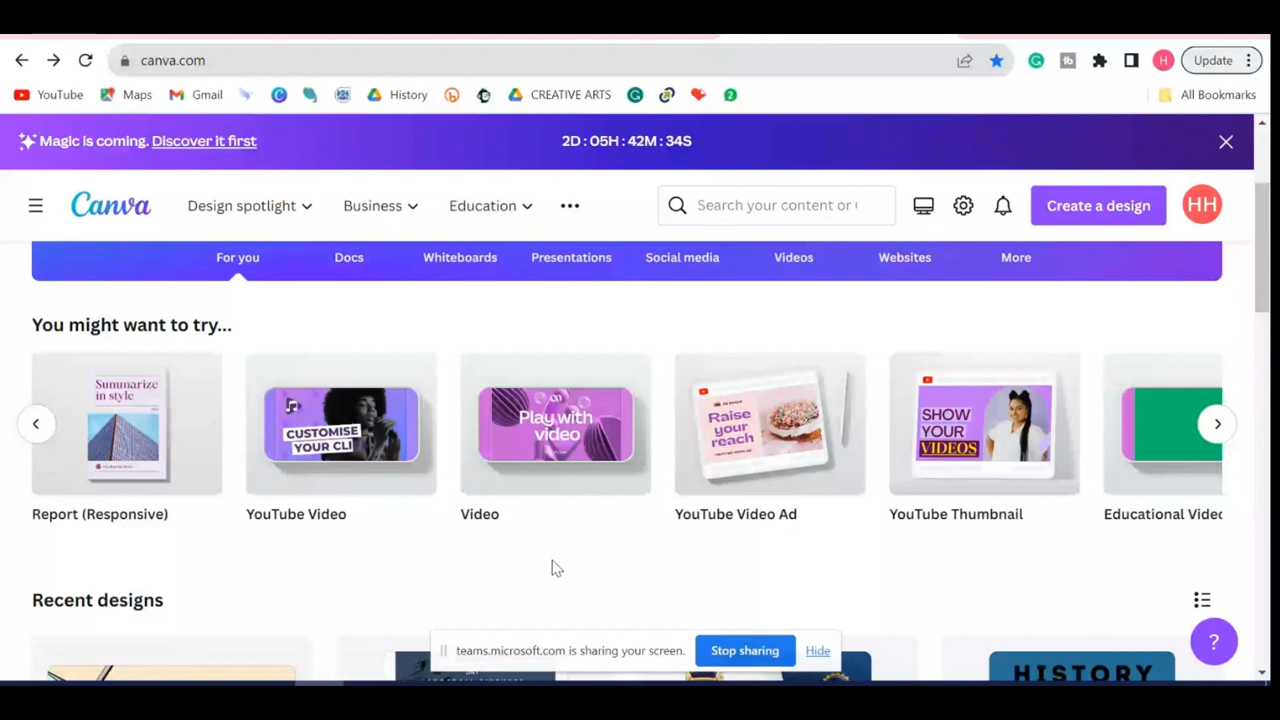 canva.com
H
Update
YouTube
Maps
Gmail
History
CREATIVE ARTS
2
All Bookmarks
Magic is coming. Discover it first
2D : 05H : 42M : 34S
Canva
Design spotlight
Business
Education
Search your content or
Create a design
HH
For you
Docs
Whiteboards
Presentations
Social media
Videos
Websites
More
You might want to try...
Summarize
in style
CUSTOMISE
YOUR CLI
Play with
video
Raise
your
reach
SHOW
YOUR
VIDEOS
Report (Responsive)
YouTube Video
Video
YouTube Video Ad
YouTube Thumbnail
Educational Videc
Recent designs
teams.microsoft.com is sharing your screen.
Stop sharing
Hide
?
HISTORY